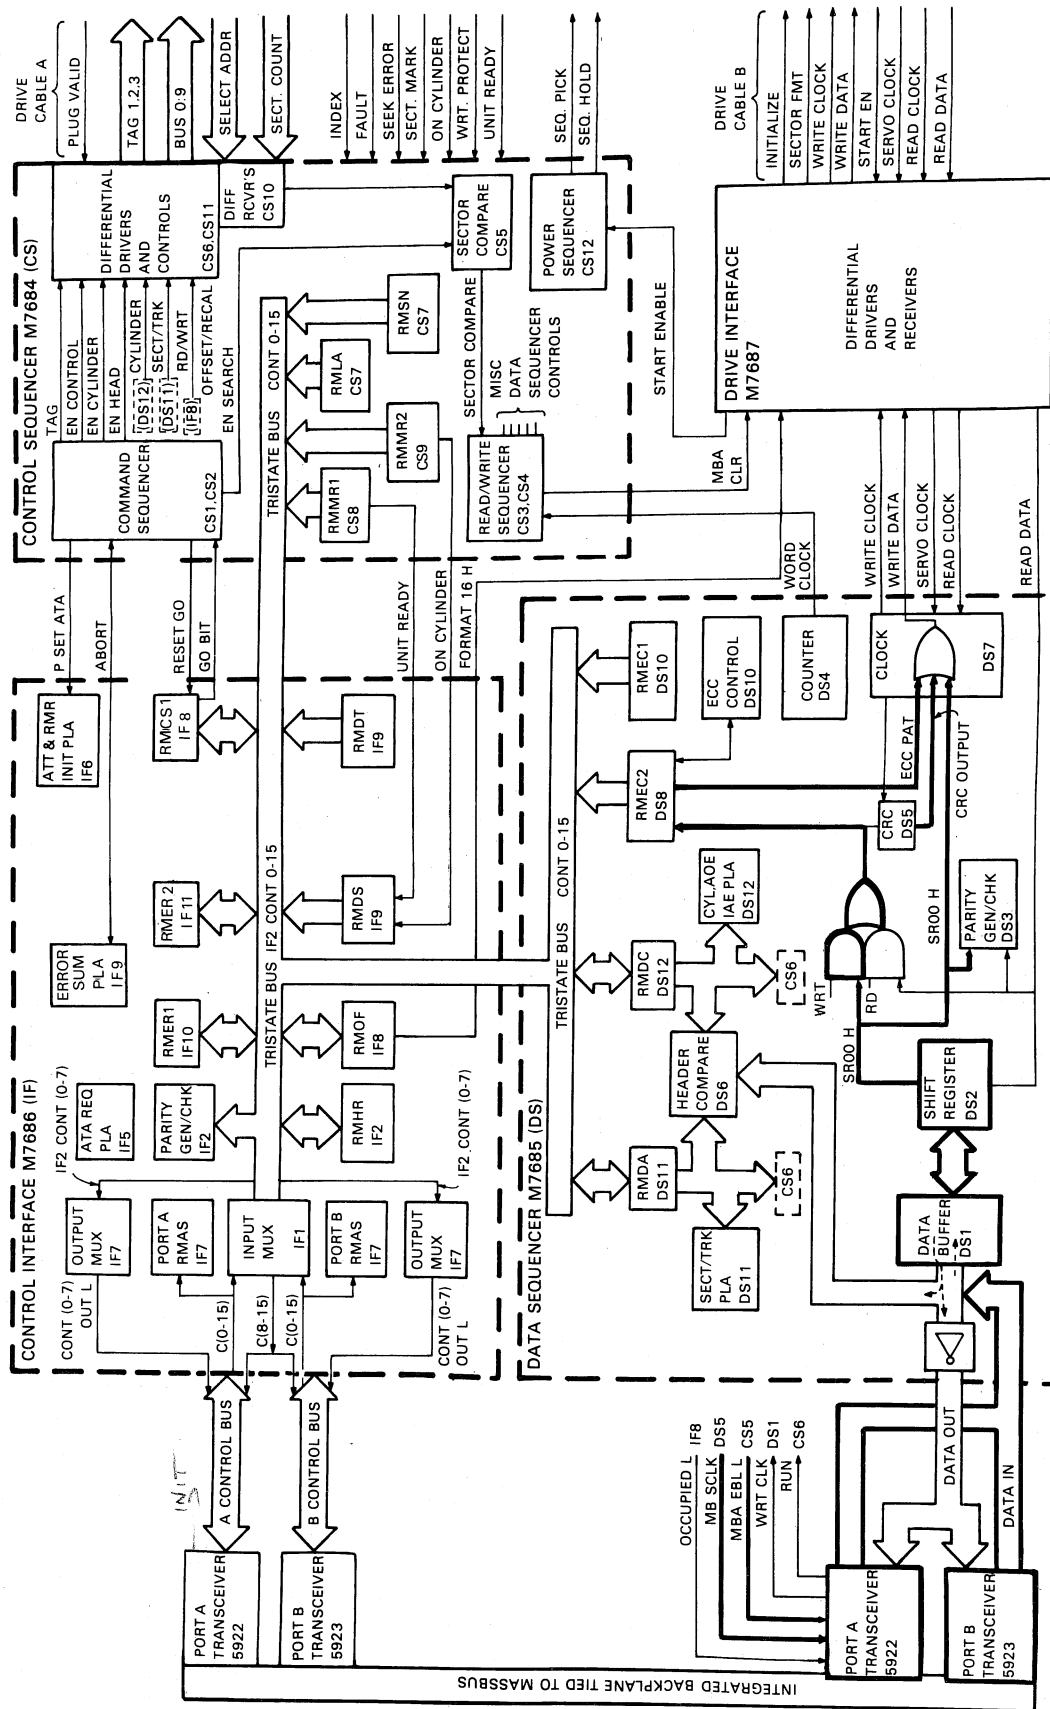 INTEGRATED BACKPLANE TIED TO MASSBUS
PORT A
TRANSCEIVER
5922
PORT B
TRANSCEIVER
5923
INIT
A CONTROL BUS
B CONTROL BUS
CONTROL INTERFACE M7686 (IF)
CONT (0-7)
OUT L
C(0-15)
C(8-15)
C(0-15)
CONT (0-7)
OUT L
OUTPUT
MUX
IF7
PORT A
RMAS
IF7
INPUT
MUX
IF1
PORT B
RMAS
IF7
OUTPUT
MUX
IF7
IF2 CONT (0-7)
IF2 CONT (0-7)
ATA REQ
PLA
IF5
PARITY
GEN/CHK
IF2
RMHR
IF2
RMER1
IF10
RMOF
IF8
ERROR
SUM
PLA
IF9
RMER 2
IF11
RMDS
IF9
ATT & RMR
INIT PLA
IF6
RMCS1
IF 8
RMDT
IF9
TRISTATE BUS IF2 CONT 0-15
P SET ATA
ABORT
RESET GO
GO BIT
UNIT READY
ON CYLINDER
FORMAT 16 H
CONTROL SEQUENCER M7684 (CS)
COMMAND
SEQUENCER
CS1,CS2
TAG
EN CONTROL
EN CYLINDER
EN HEAD
(DS12) CYLINDER
(DS11) SECT/TRK
(IF8) RD/WRT
OFFSET/RECAL
EN SEARCH
DIFFERENTIAL
DRIVERS
AND
CONTROLS
CS6,CS11
DIFF
RCVR'S
CS10
TRISTATE BUS CONT 0-15
RMMR1
CS8
RMMR2
CS9
RMLA
CS7
RMSN
CS7
SECTOR
COMPARE
CS5
SECTOR COMPARE
READ/WRITE
SEQUENCER
CS3,CS4
MISC
DATA
SEQUENCER
CONTROLS
POWER
SEQUENCER
CS12
DRIVE
CABLE A
PLUG VALID
TAG 1,2,3
BUS 0:9
SELECT ADDR
SECT. COUNT
INDEX
FAULT
SEEK ERROR
SECT. MARK
ON CYLINDER
WRT. PROTECT
UNIT READY
SEQ. PICK
SEQ. HOLD
START ENABLE
MBA
CLR
WORD
CLOCK
DRIVE INTERFACE
M7687
DIFFERENTIAL
DRIVERS
AND
RECEIVERS
DRIVE
CABLE B
INITIALIZE
SECTOR FMT
WRITE CLOCK
WRITE DATA
START EN
SERVO CLOCK
READ CLOCK
READ DATA
WRITE CLOCK
WRITE DATA
SERVO CLOCK
READ CLOCK
READ DATA
DATA SEQUENCER M7685 (DS)
TRISTATE BUS CONT 0-15
RMDA
DS11
SECT/TRK
PLA
DS11
CS6
HEADER
COMPARE
DS6
RMDC
DS12
CYL,AOE
IAE PLA
DS12
CS6
RMEC2
DS8
ECC
CONTROL
DS10
RMEC1
DS10
COUNTER
DS4
CLOCK
DS7
CRC
DS5
ECC PAT
CRC OUTPUT
SR00 H
PARITY
GEN/CHK
DS3
WRT
RD
SR00 H
SHIFT
REGISTER
DS2
DATA
BUFFER
DS1
OCCUPIED L IF8
MB SCLK DS5
MBA EBL L CS5
WRT CLK DS1
RUN CS6
DATA OUT
DATA IN
PORT A
TRANSCEIVER
5922
PORT B
TRANSCEIVER
5923